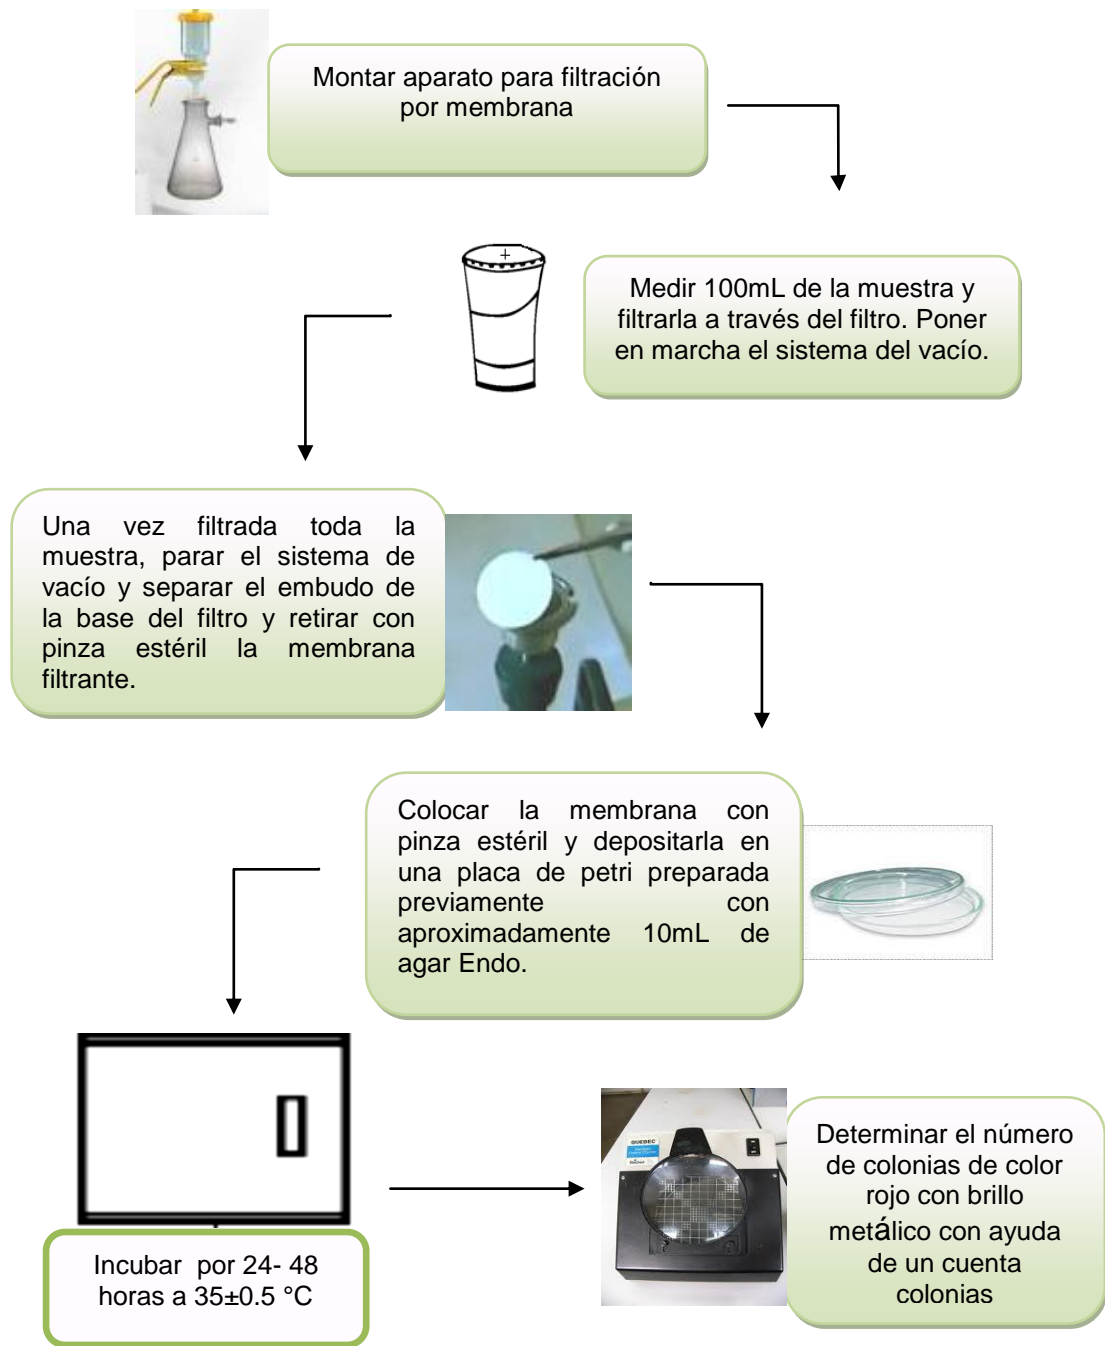 Montar aparato para filtración
por membrana
Medir 100mL de la muestra y
filtrarla a través del filtro. Poner
en marcha el sistema del vacío.
Una vez filtrada toda la
muestra, parar el sistema de
vacío y separar el embudo de
la base del filtro y retirar con
pinza estéril la membrana
filtrante.
Colocar la membrana con
pinza estéril y depositarla en
una placa de petri preparada
previamente con
aproximadamente 10mL de
agar Endo.
Incubar por 24- 48
horas a 35±0.5 °C
QUEBEC
Determinar el número
de colonias de color
rojo con brillo
metálico con ayuda
de un cuenta
colonias